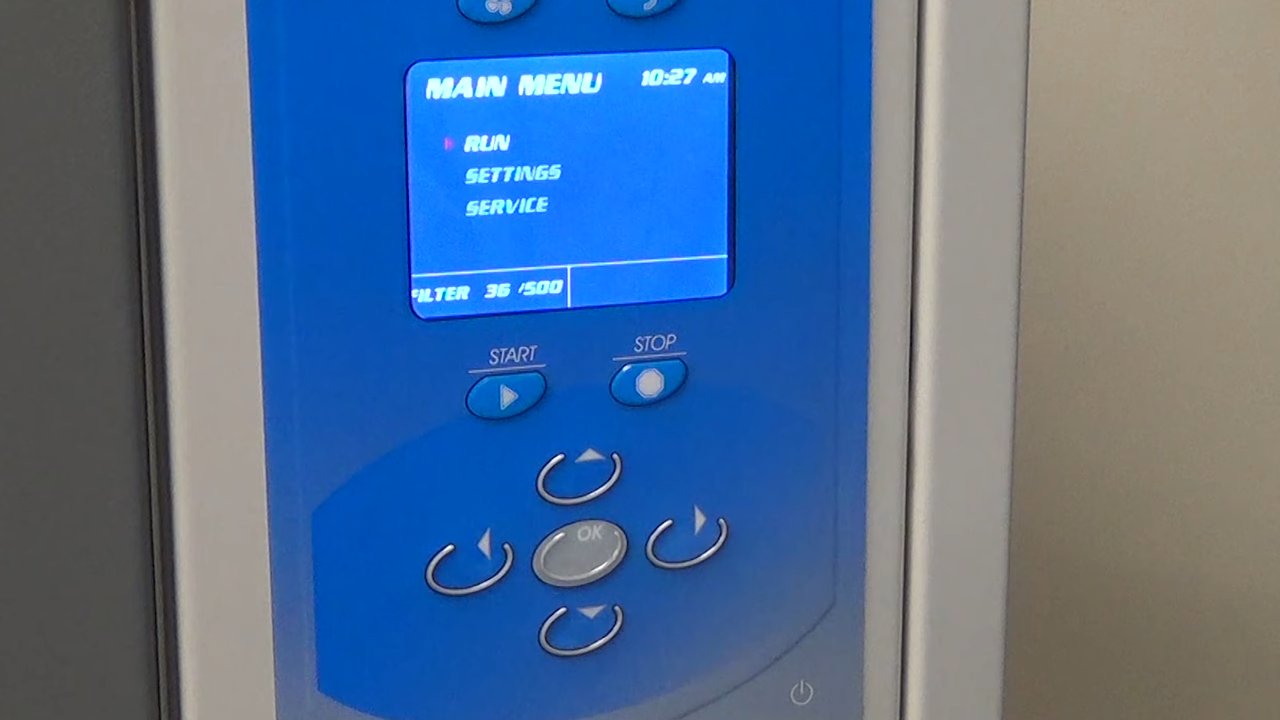 MAIN MENU 10:27 AM
RUN
SETTINGS
SERVICE
FILTER 36 /500
START STOP
OK